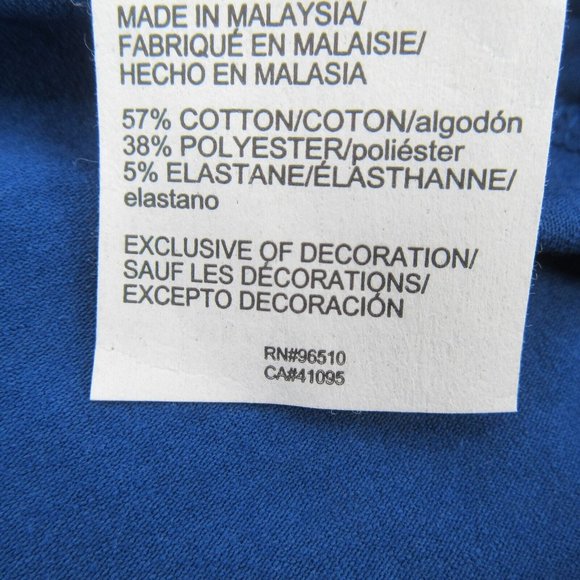 MADE IN MALAYSIA/
FABRIQUÉ EN MALAISIE/
HECHO EN MALASIA
57% COTTON/COTON/algodón
38% POLYESTER/poliéster
5% ELASTANE/ÉLASTHANNE/
elastano
EXCLUSIVE OF DECORATION/
SAUF LES DÉCORATIONS/
EXCEPTO DECORACIÓN
RN#96510
CA#41095